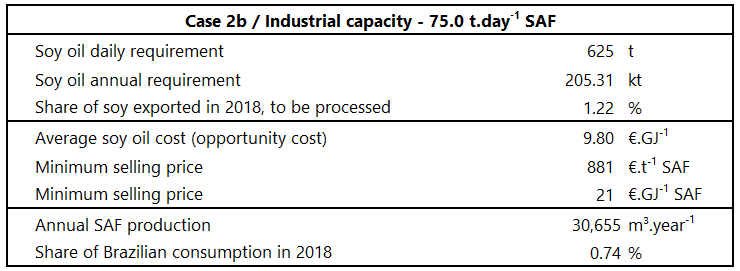 Case 2b / Industrial capacity - 75.0 t.day⁻¹ SAF
Soy oil daily requirement 625 t
Soy oil annual requirement 205.31 kt
Share of soy exported in 2018, to be processed 1.22 %
Average soy oil cost (opportunity cost) 9.80 €.GJ⁻¹
Minimum selling price 881 €.t⁻¹ SAF
Minimum selling price 21 €.GJ⁻¹ SAF
Annual SAF production 30,655 m³.year⁻¹
Share of Brazilian consumption in 2018 0.74 %